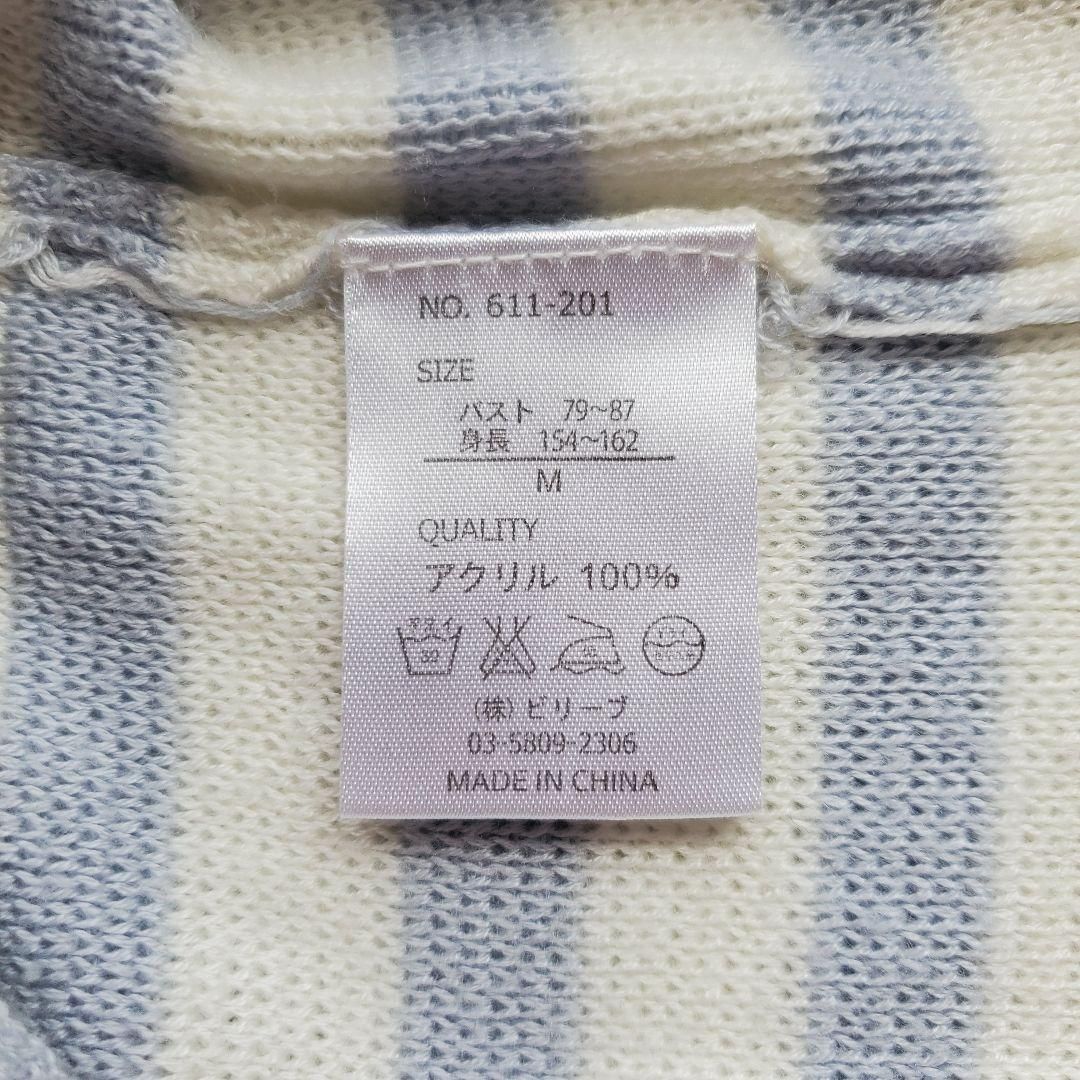 NO. 611-201
SIZE
バスト 79～87
身長 154～162
M
QUALITY
アクリル 100%
30
(株)ビリーブ
03-5809-2306
MADE IN CHINA